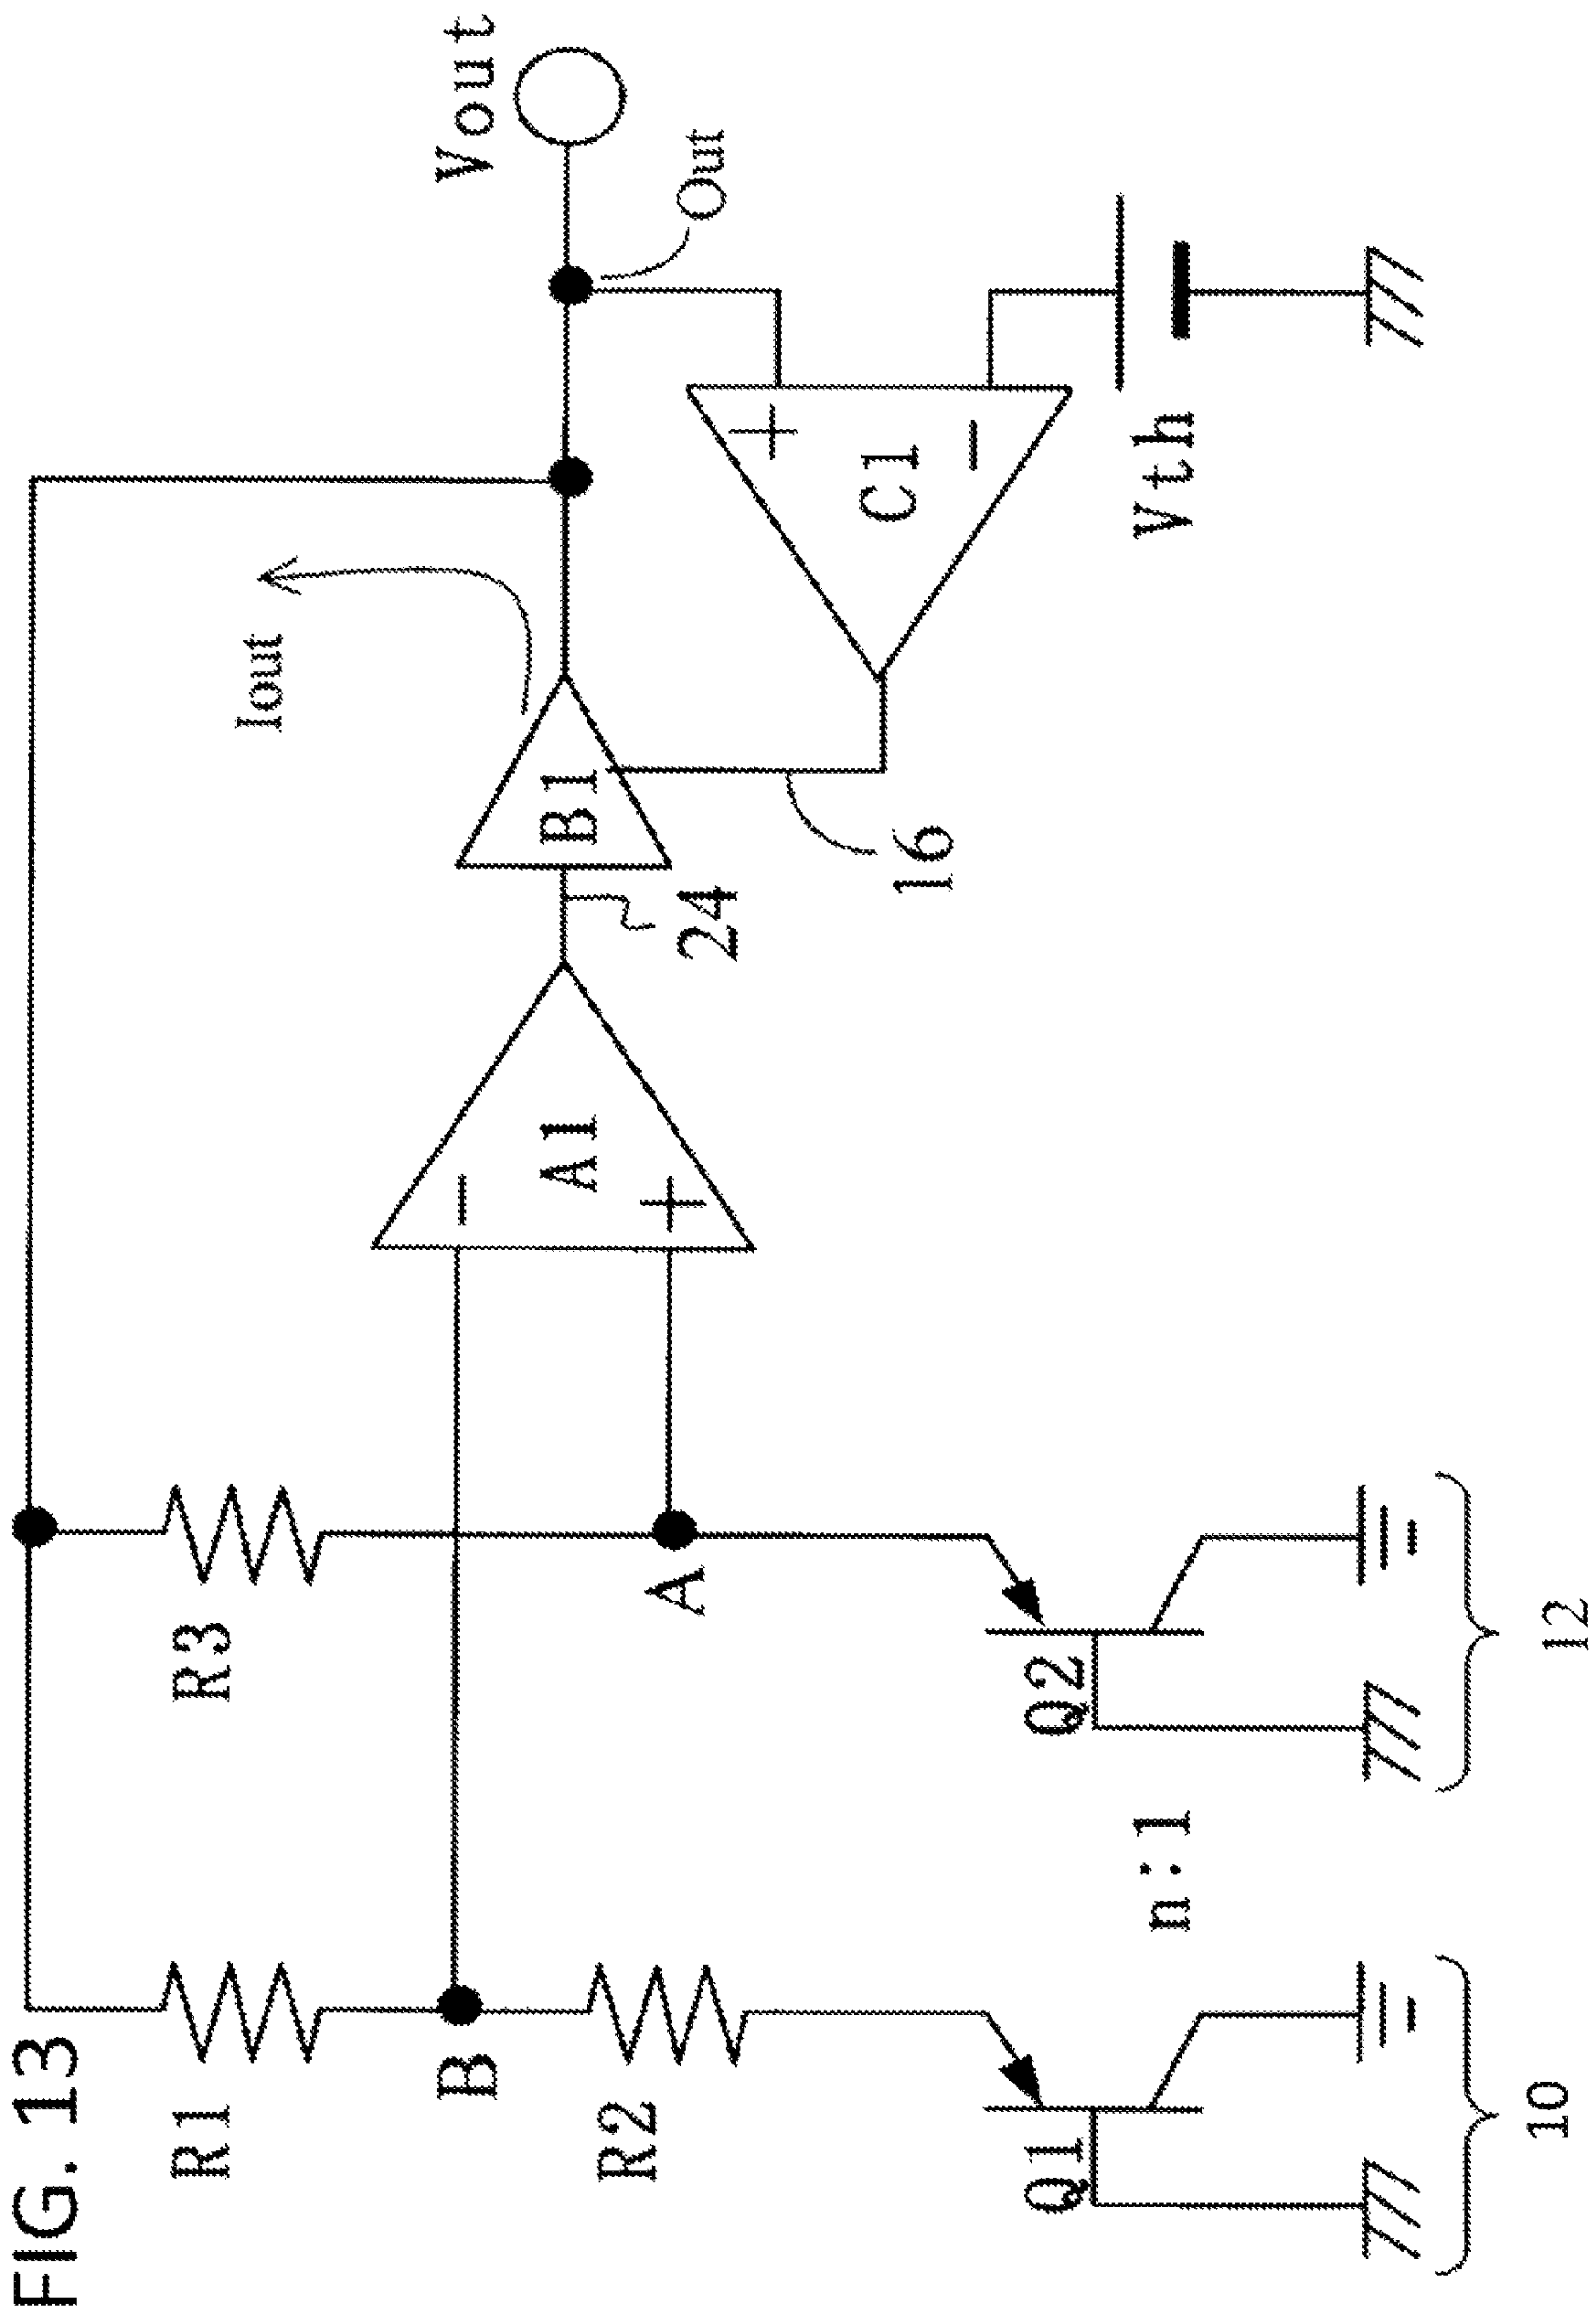 FIG. 13
R1
R3
Iout
Vout
B
A
−
+
A1
24
B1
16
Out
+
−
C1
R2
Vth
Q1
n:1
Q2
10
12